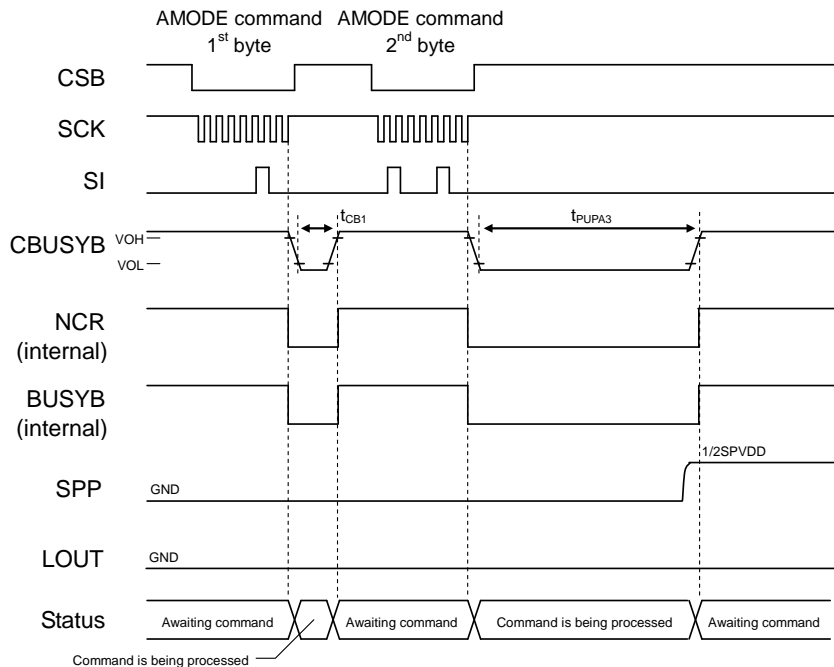 AMODE command
1st byte
AMODE command
2nd byte
CSB
SCK
SI
tCB1
tPUPA3
CBUSYB
VOH
VOL
NCR
(internal)
BUSYB
(internal)
1/2SPVDD
SPP
GND
LOUT
GND
Status
Awaiting command
Awaiting command
Command is being processed
Awaiting command
Command is being processed